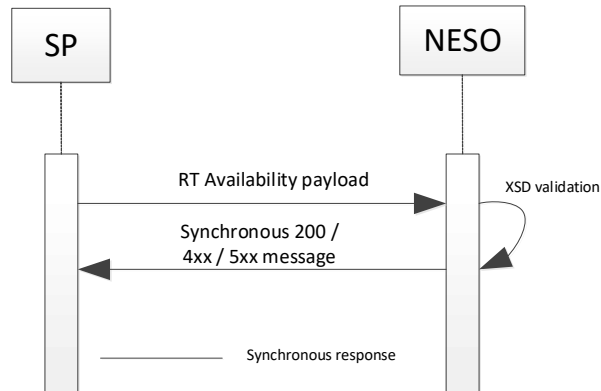 SP
NESO
RT Availability payload
XSD validation
Synchronous 200 /
4xx / 5xx message
Synchronous response